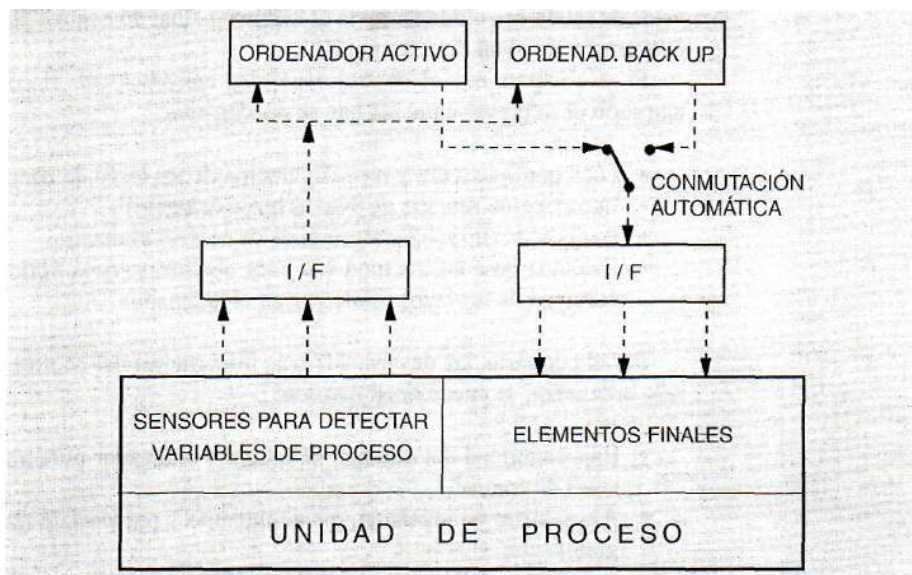 ORDENADOR ACTIVO
ORDENAD. BACK UP
CONMUTACIÓN
AUTOMÁTICA
I / F
I / F
SENSORES PARA DETECTAR
VARIABLES DE PROCESO
ELEMENTOS FINALES
UNIDAD DE PROCESO